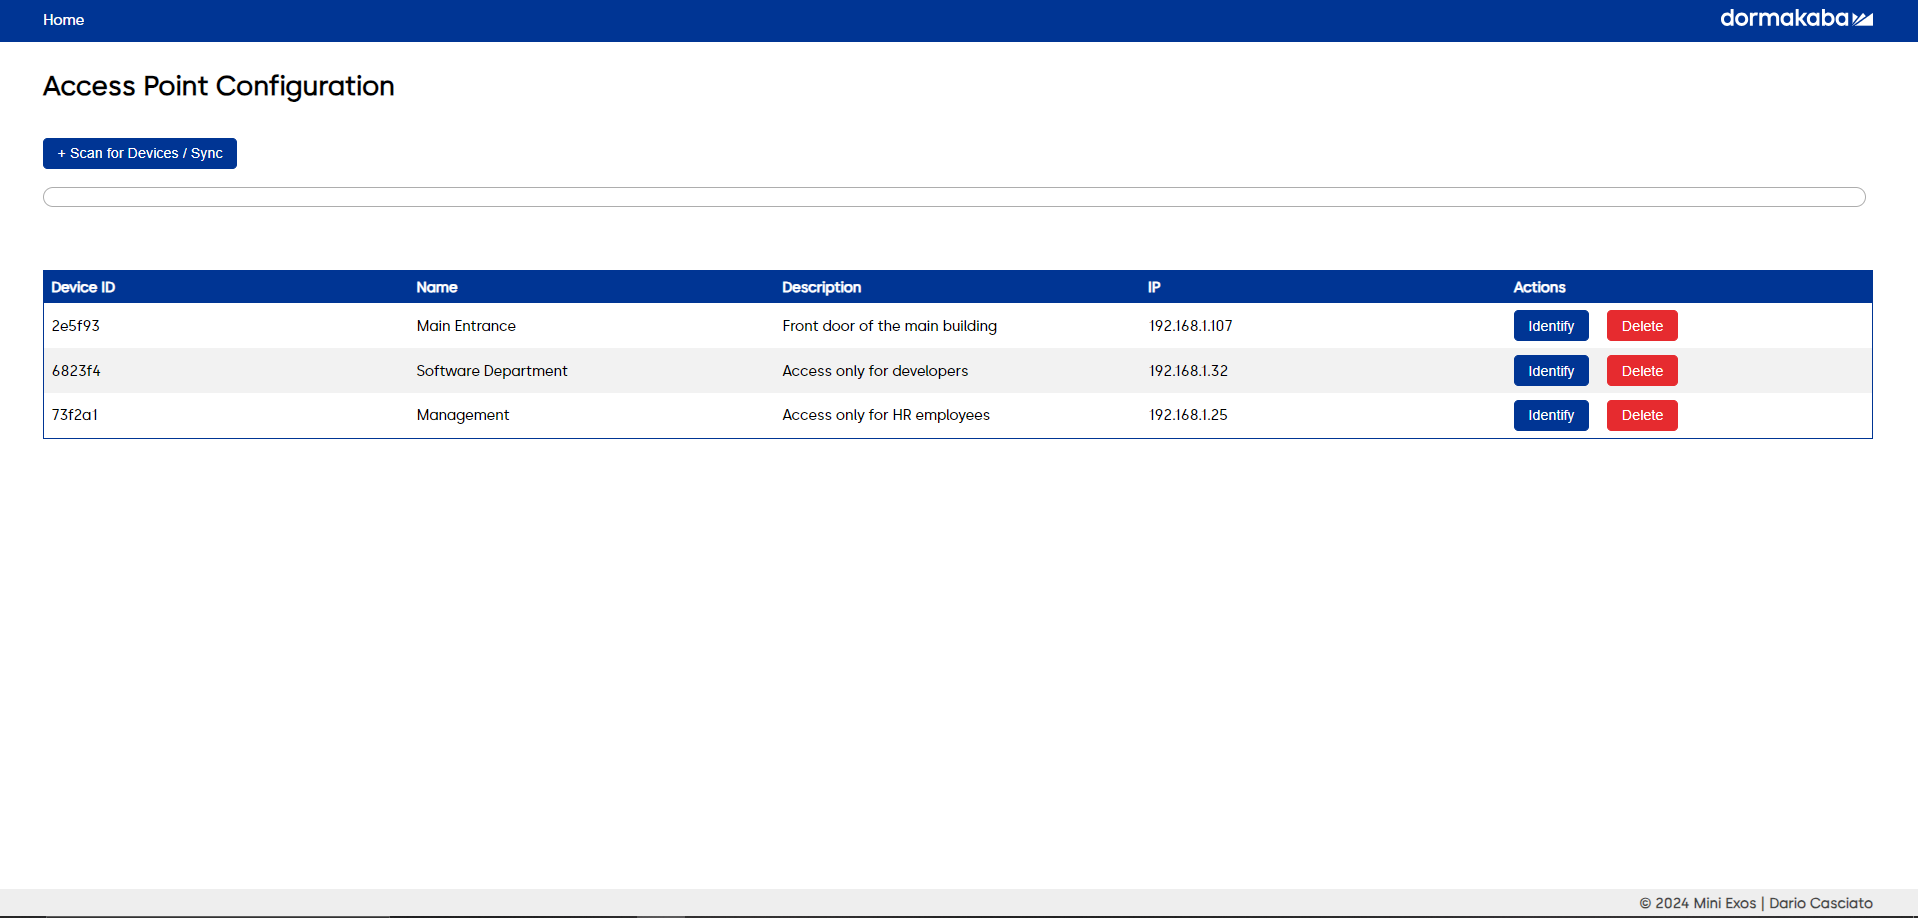 Home dormakaba
Access Point Configuration
+ Scan for Devices / Sync
Device ID Name Description IP Actions
2e5f93 Main Entrance Front door of the main building 192.168.1.107 Identify Delete
6823f4 Software Department Access only for developers 192.168.1.32 Identify Delete
73f2a1 Management Access only for HR employees 192.168.1.25 Identify Delete
© 2024 Mini Exos | Dario Casciato